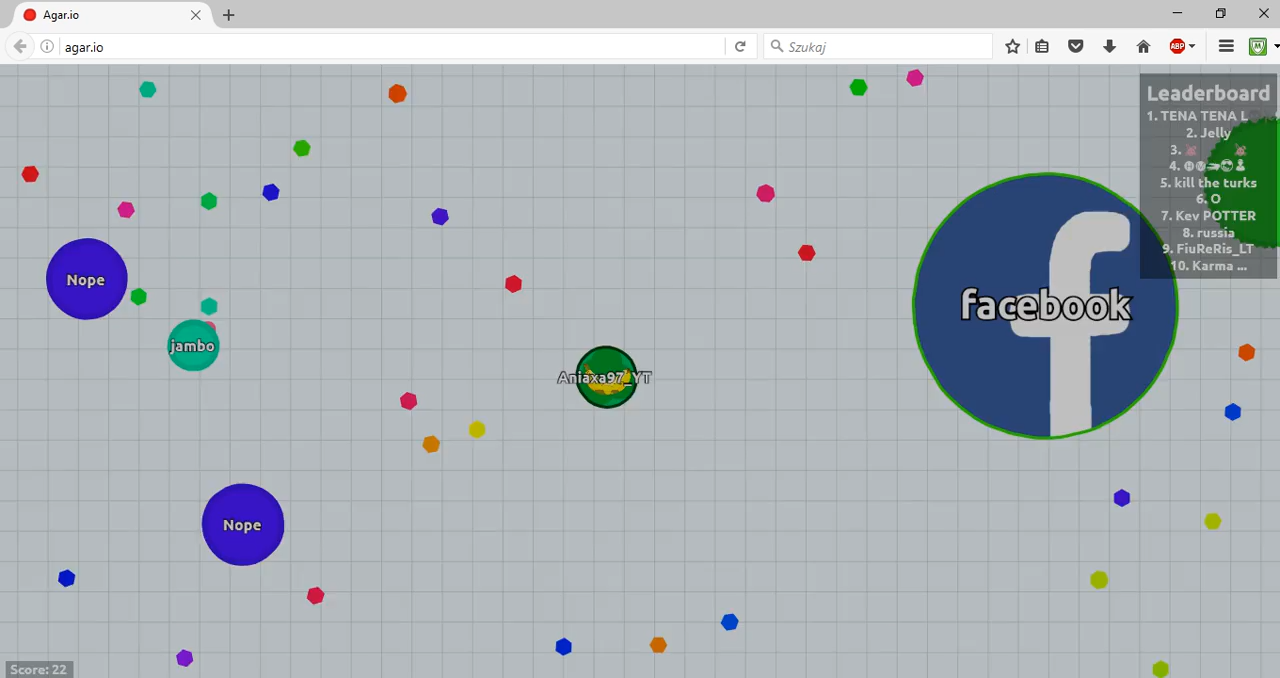 Agar.io
agar.io
Szukaj
ABP
Leaderboard
1. TENA TENA L
2. Jelly
3.
4.
5. kill the turks
6. O
7. Kev POTTER
8. russia
9. FiuReRis_LT
10. Karma ...
Nope
facebook
jambo
Aniaxa97_YT
Nope
Score: 22